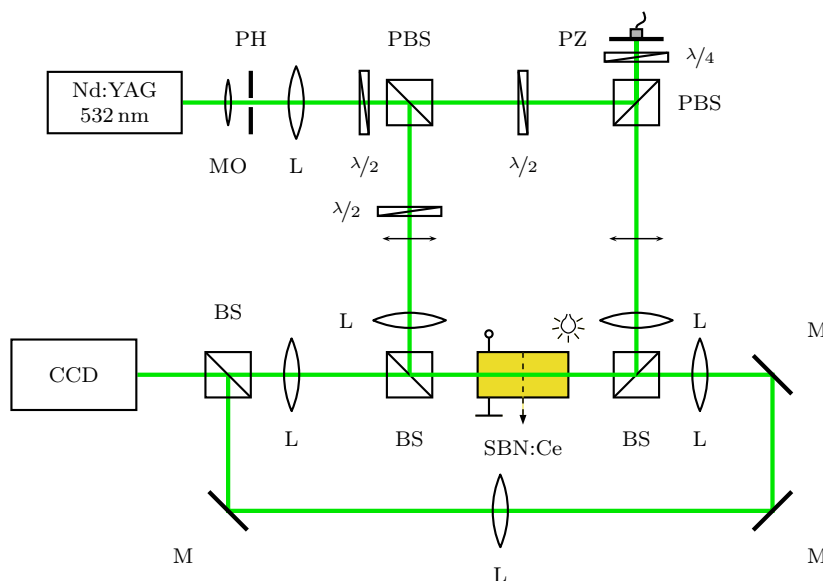 PH
PBS
PZ
λ/4
Nd:YAG
532 nm
PBS
MO
L
λ/2
λ/2
λ/2
BS
L
L
M
CCD
L
BS
SBN:Ce
BS
L
M
L
M